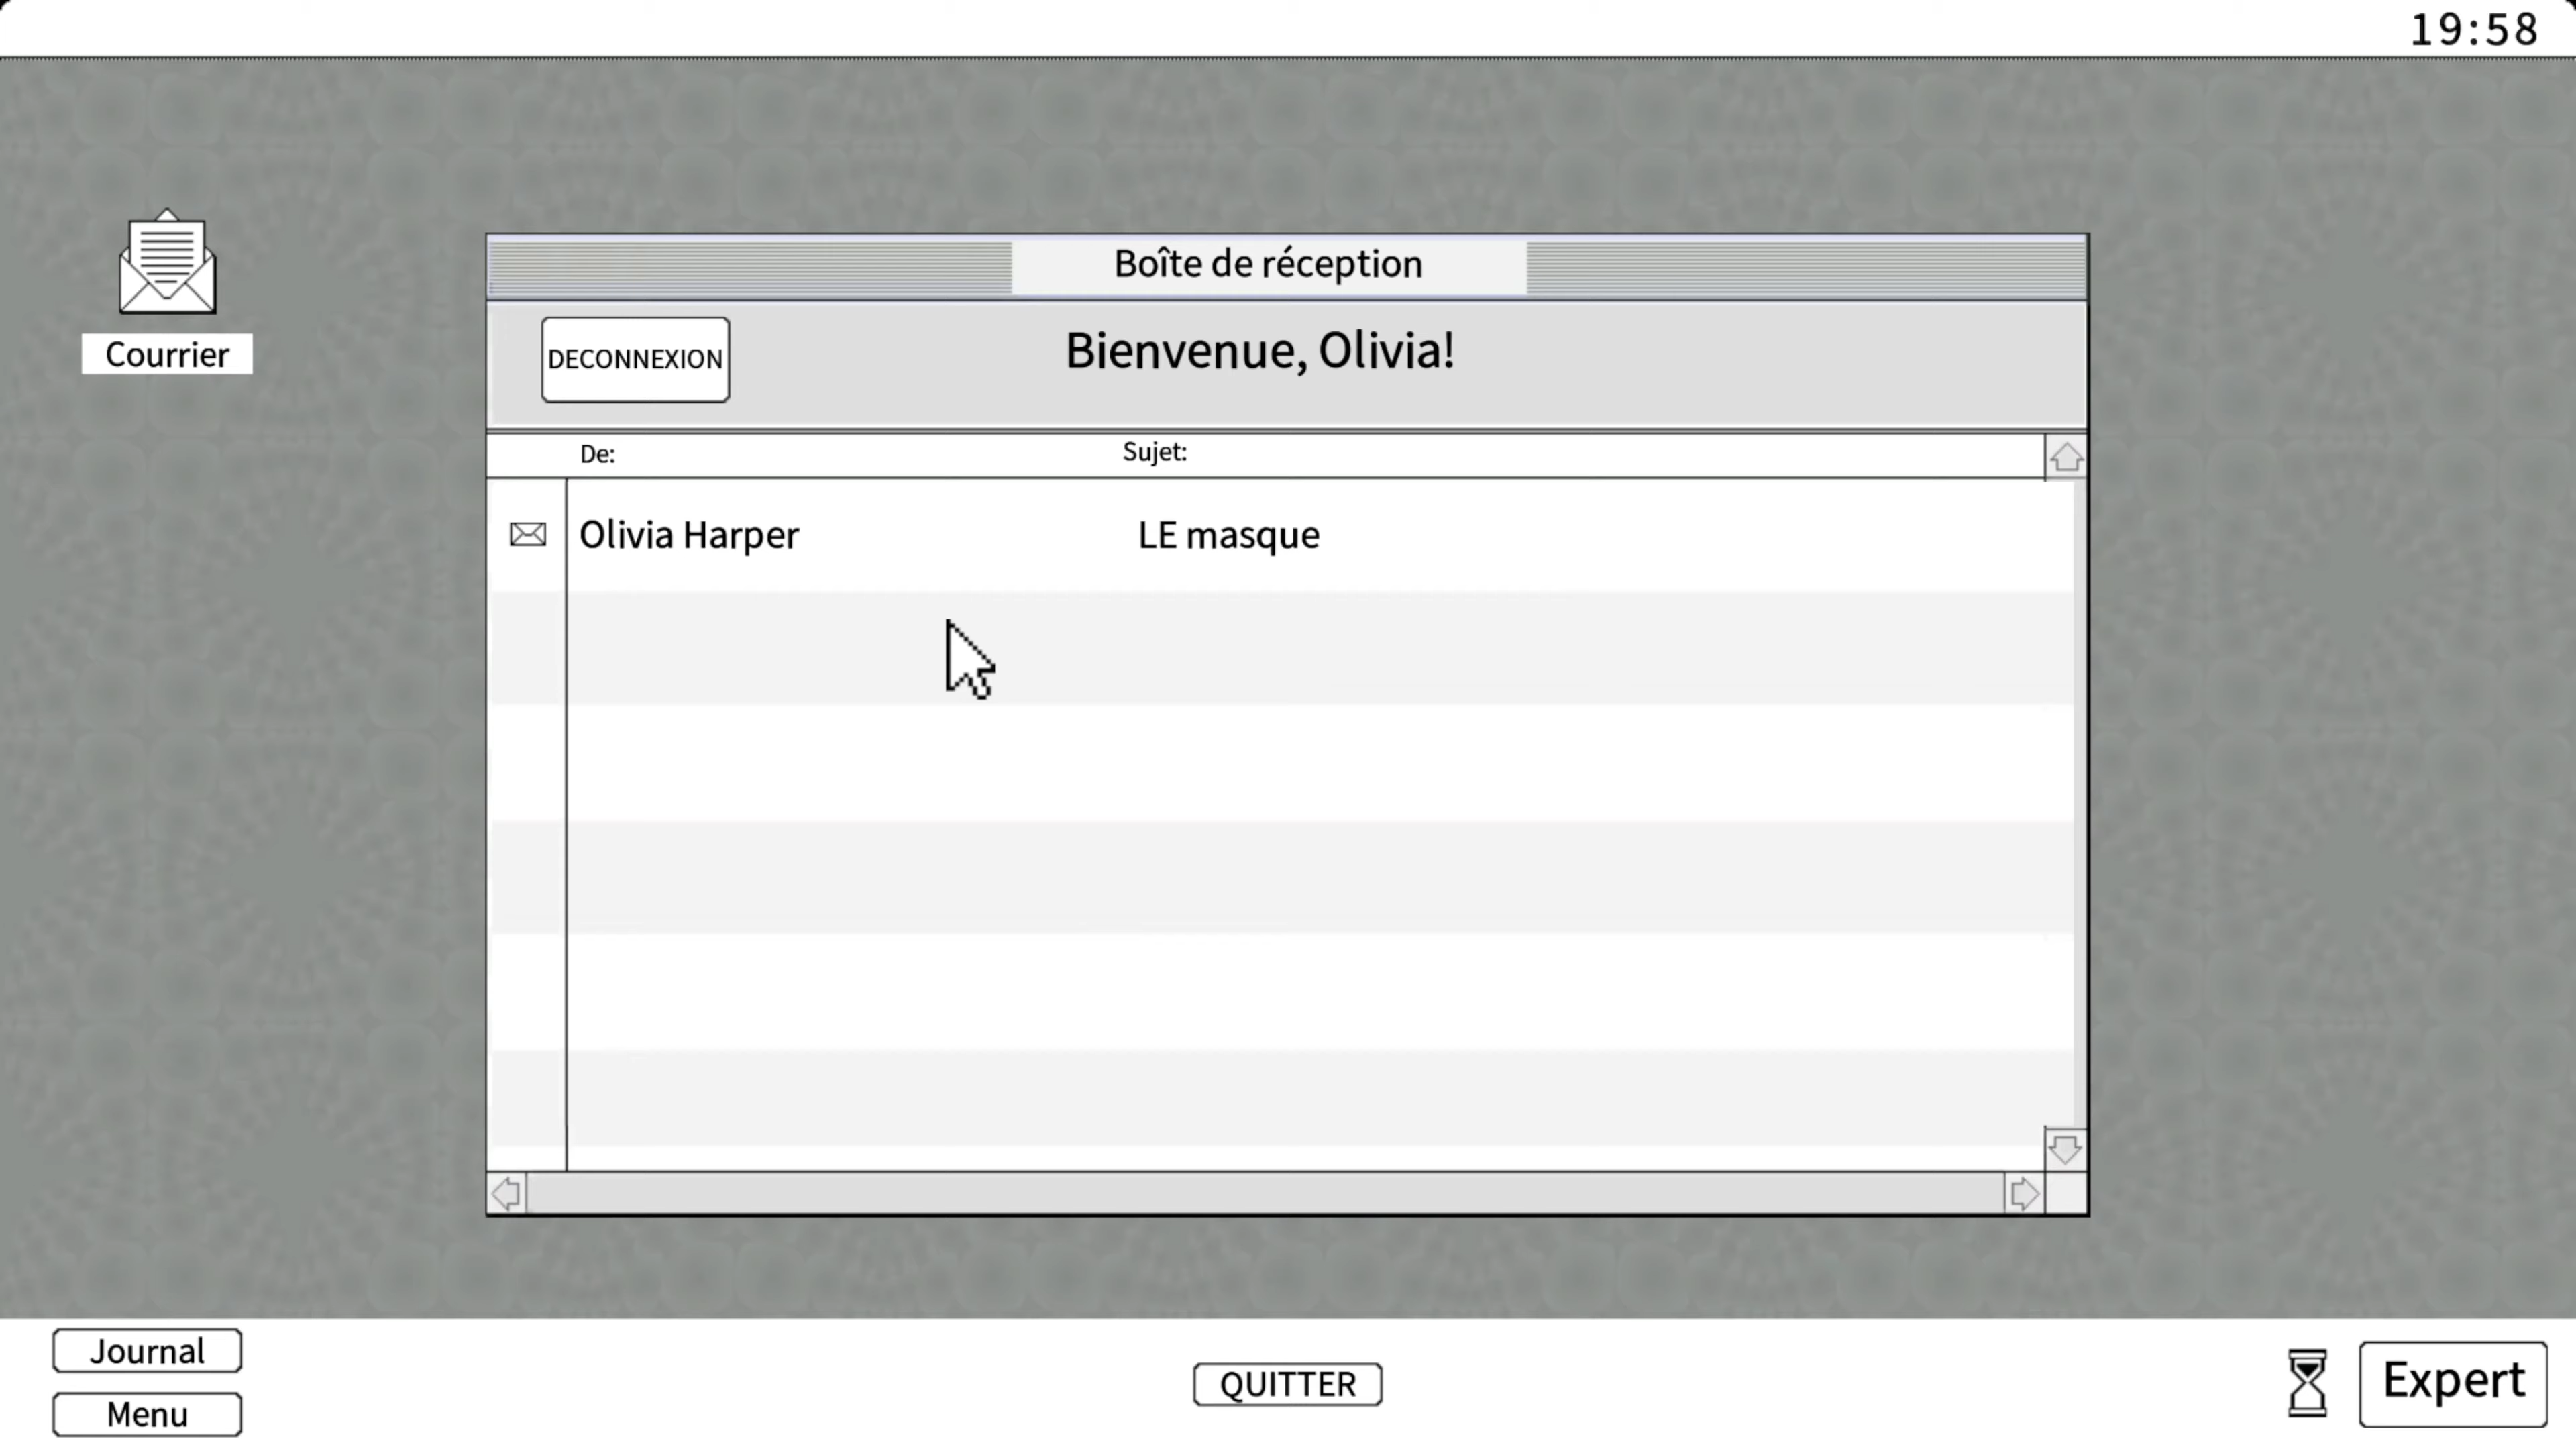 19:58
Courrier
Boîte de réception
DECONNEXION
Bienvenue, Olivia!
De: Sujet:
Olivia Harper LE masque
Journal
Menu
QUITTER
Expert